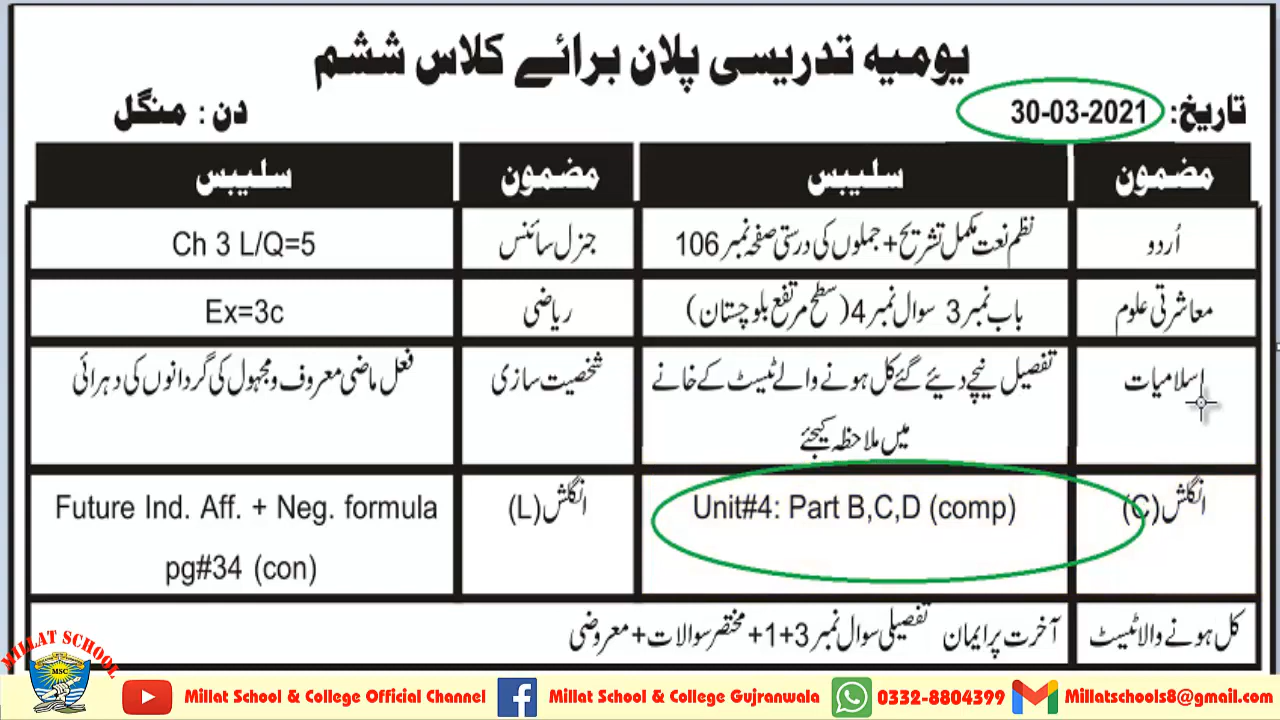 یومیہ تدریسی پلان برائے کلاس ششم
تاریخ: 30-03-2021 دن : منگل
مضمون سلیبس مضمون سلیبس
اُردو نظم نعت مکمل تشریح + جملوں کی درستی صفحہ نمبر 106 جنرل سائنس Ch 3 L/Q=5
معاشرتی علوم باب نمبر 3 سوال نمبر 4 (سطح مرتفع بلوچستان) ریاضی Ex=3c
اسلامیات تفصیل نیچے دیئے گئے کل ہونے والے ٹیسٹ کے خانے شخصیت سازی فعل ماضی معروف و مجہول کی گردانوں کی دہرائی
میں ملاحظہ کیجئے
انگلش (C) Unit#4: Part B,C,D (comp) انگلش (L) Future Ind. Aff. + Neg. formula
pg#34 (con)
کل ہونے والا ٹیسٹ آخرت پر ایمان تفصیلی سوال نمبر 3+1+ مختصر سوالات + معروضی
MILLAT SCHOOL
MSC
Millat School & College Official Channel Millat School & College Gujranwala 0332-8804399 Millatschools8@gmail.com